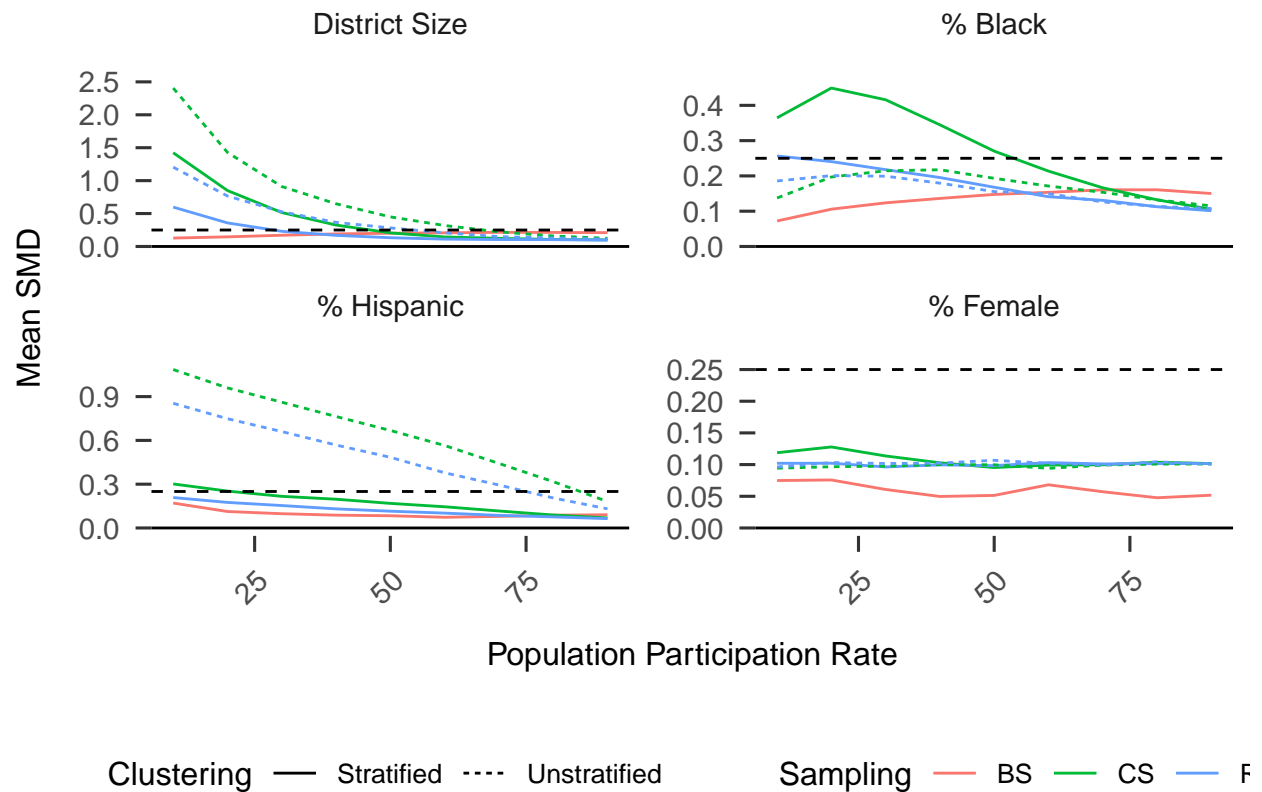 District Size
% Black
2.5
2.0
1.5
1.0
0.5
0.0
0.4
0.3
0.2
0.1
0.0
Mean SMD
% Hispanic
% Female
0.9
0.6
0.3
0.0
0.25
0.20
0.15
0.10
0.05
0.00
25 50 75
25 50 75
Population Participation Rate
Clustering Stratified Unstratified Sampling BS CS